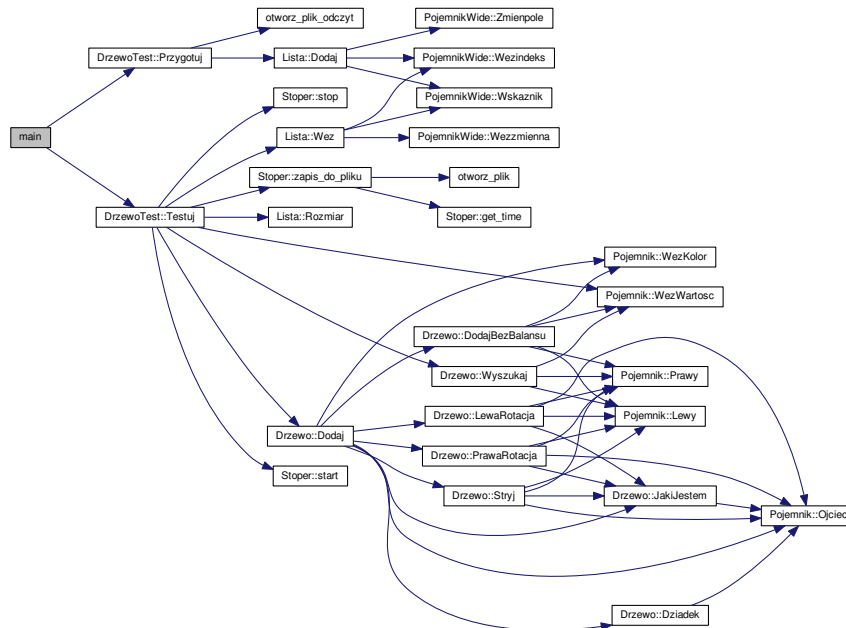 otworz_plik_odczyt
PojemnikWide::Zmienpole
DrzewoTest::Przygotuj
Lista::Dodaj
PojemnikWide::Wezindeks
Stoper::stop
PojemnikWide::Wskaznik
main
Lista::Wez
PojemnikWide::Wezzmienna
Stoper::zapis_do_pliku
otworz_plik
DrzewoTest::Testuj
Lista::Rozmiar
Stoper::get_time
Pojemnik::WezKolor
Pojemnik::WezWartosc
Drzewo::DodajBezBalansu
Drzewo::Wyszukaj
Pojemnik::Prawy
Drzewo::LewaRotacja
Pojemnik::Lewy
Drzewo::Dodaj
Drzewo::PrawaRotacja
Stoper::start
Drzewo::Stryj
Drzewo::JakiJestem
Pojemnik::Ojciec
Drzewo::Dziadek